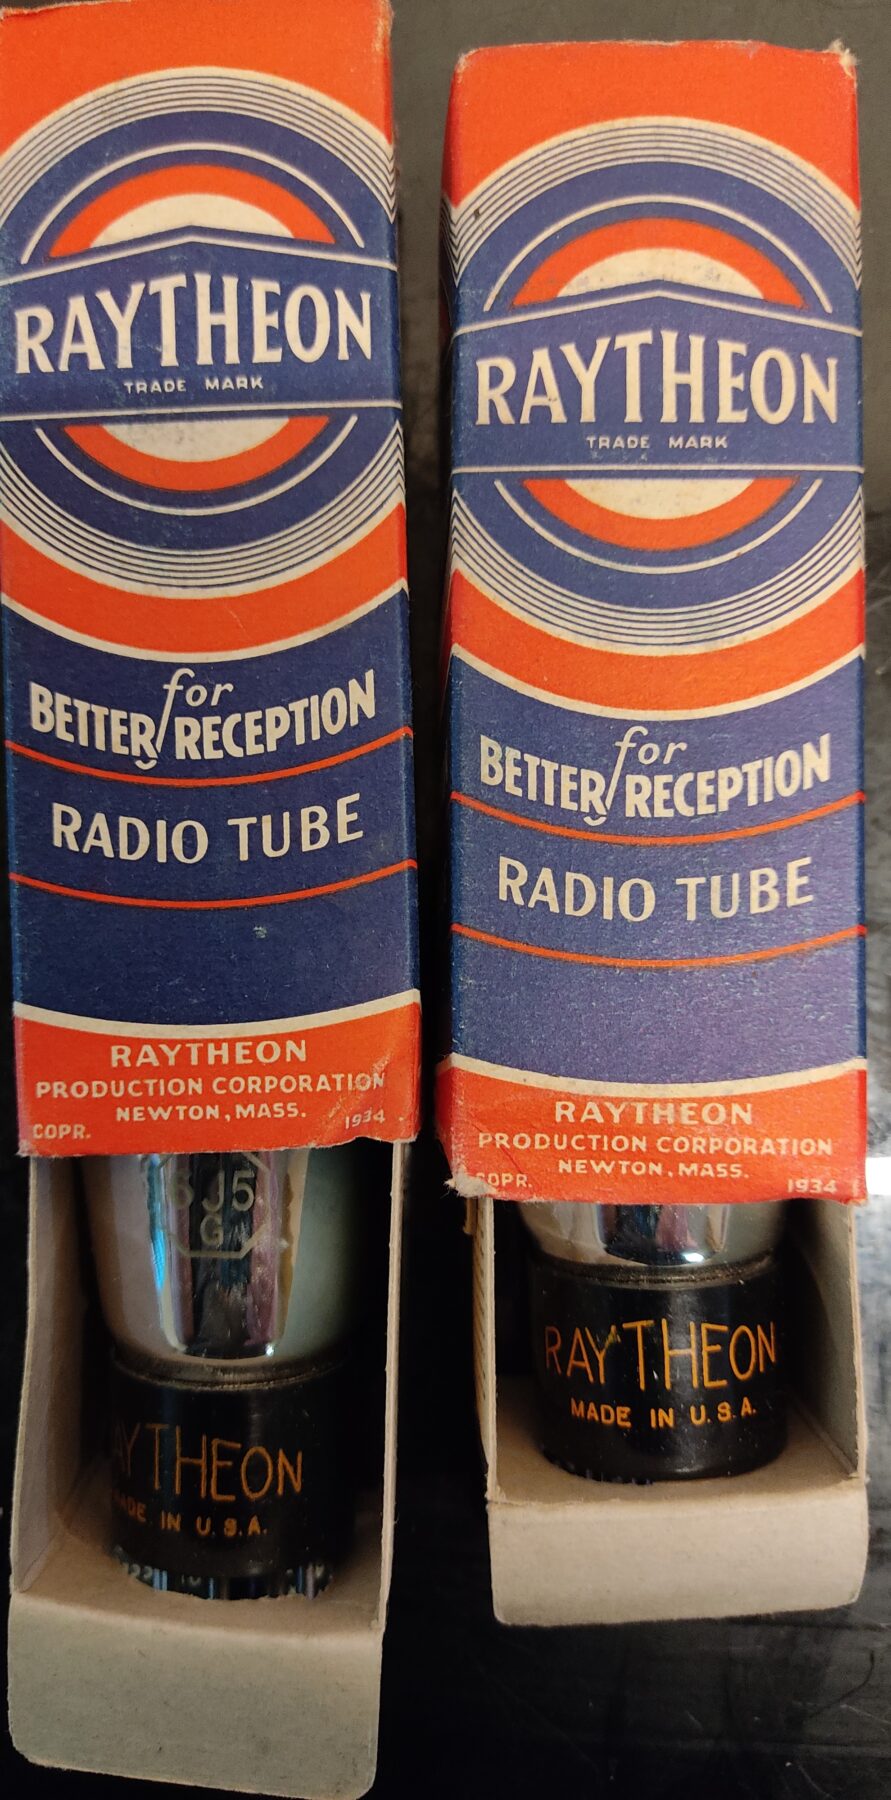 RAYTHEON
TRADE MARK
BETTER for RECEPTION
RADIO TUBE
RAYTHEON
PRODUCTION CORPORATION
NEWTON, MASS.
COPR. 1934
6J5
G
RAYTHEON
MADE IN U.S.A.
RAYTHEON
TRADE MARK
BETTER for RECEPTION
RADIO TUBE
RAYTHEON
PRODUCTION CORPORATION
NEWTON, MASS.
COPR. 1934
RAYTHEON
MADE IN U.S.A.